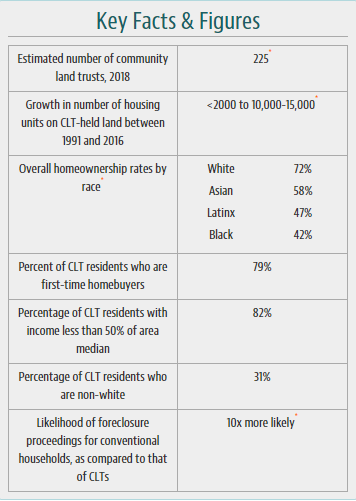 Key Facts & Figures
Estimated number of community
land trusts, 2018
225*
Growth in number of housing
units on CLT-held land between
1991 and 2016
<2000 to 10,000-15,000*
Overall homeownership rates by
race*
White 72%
Asian 58%
Latinx 47%
Black 42%
Percent of CLT residents who are
first-time homebuyers
79%
Percentage of CLT residents with
income less than 50% of area
median
82%
Percentage of CLT residents who
are non-white
31%
Likelihood of foreclosure
proceedings for conventional
households, as compared to that
of CLTs
10x more likely*